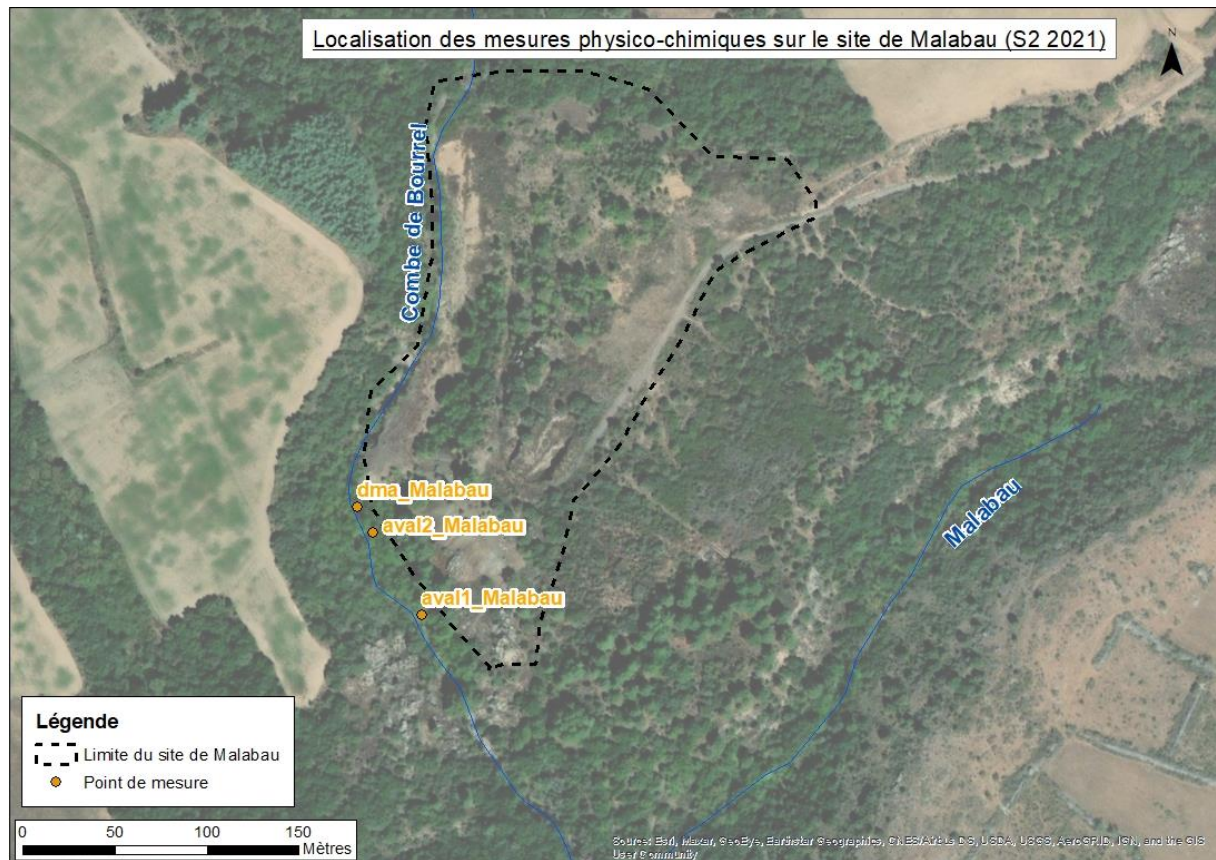 Localisation des mesures physico-chimiques sur le site de Malabau (S2 2021)
N
Combe de Bourrel
dma_Malabau
aval2_Malabau
aval1_Malabau
Malabau
Légende
Limite du site de Malabau
Point de mesure
0 50 100 150
Mètres
Source: Esri, Maxar, GeoEye, Earthstar Geographics, CNES/Airbus DS, USDA, USGS, AeroGRID, IGN, and the GIS
User Community